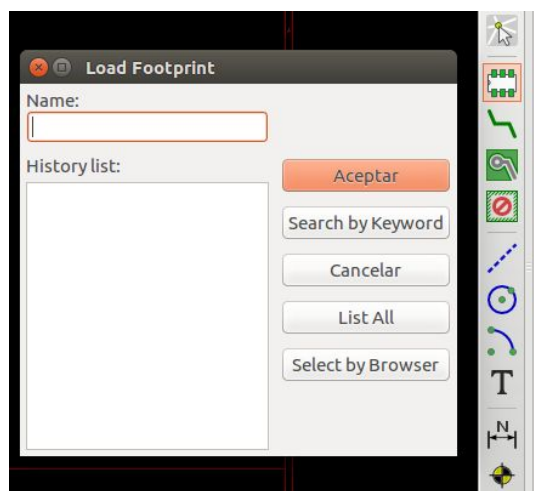 Load Footprint
Name:
History list:
Aceptar
Search by Keyword
Cancelar
List All
Select by Browser
T
N